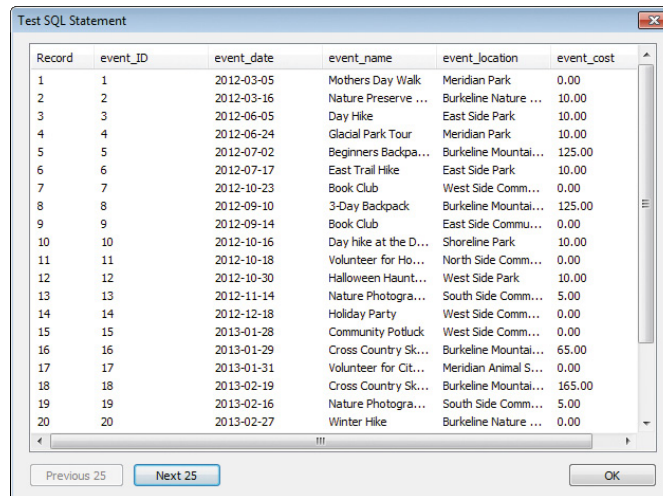 Test SQL Statement
Record event_ID event_date event_name event_location event_cost
1 1 2012-03-05 Mothers Day Walk Meridian Park 0.00
2 2 2012-03-16 Nature Preserve ... Burkeline Nature ... 10.00
3 3 2012-06-05 Day Hike East Side Park 10.00
4 4 2012-06-24 Glacial Park Tour Meridian Park 10.00
5 5 2012-07-02 Beginners Backpa... Burkeline Mountai... 125.00
6 6 2012-07-17 East Trail Hike East Side Park 10.00
7 7 2012-10-23 Book Club West Side Comm... 0.00
8 8 2012-09-10 3-Day Backpack Burkeline Mountai... 125.00
9 9 2012-09-14 Book Club East Side Commu... 0.00
10 10 2012-10-16 Day hike at the D... Shoreline Park 10.00
11 11 2012-10-18 Volunteer for Ho... North Side Comm... 0.00
12 12 2012-10-30 Halloween Haunt... West Side Park 10.00
13 13 2012-11-14 Nature Photogra... South Side Comm... 5.00
14 14 2012-12-18 Holiday Party West Side Comm... 0.00
15 15 2013-01-28 Community Potluck West Side Comm... 0.00
16 16 2013-01-29 Cross Country Sk... Burkeline Mountai... 65.00
17 17 2013-01-31 Volunteer for Cit... Meridian Animal S... 0.00
18 18 2013-02-19 Cross Country Sk... Burkeline Mountai... 165.00
19 19 2013-02-16 Nature Photogra... South Side Comm... 5.00
20 20 2013-02-27 Winter Hike Burkeline Nature ... 0.00
Previous 25 Next 25 OK